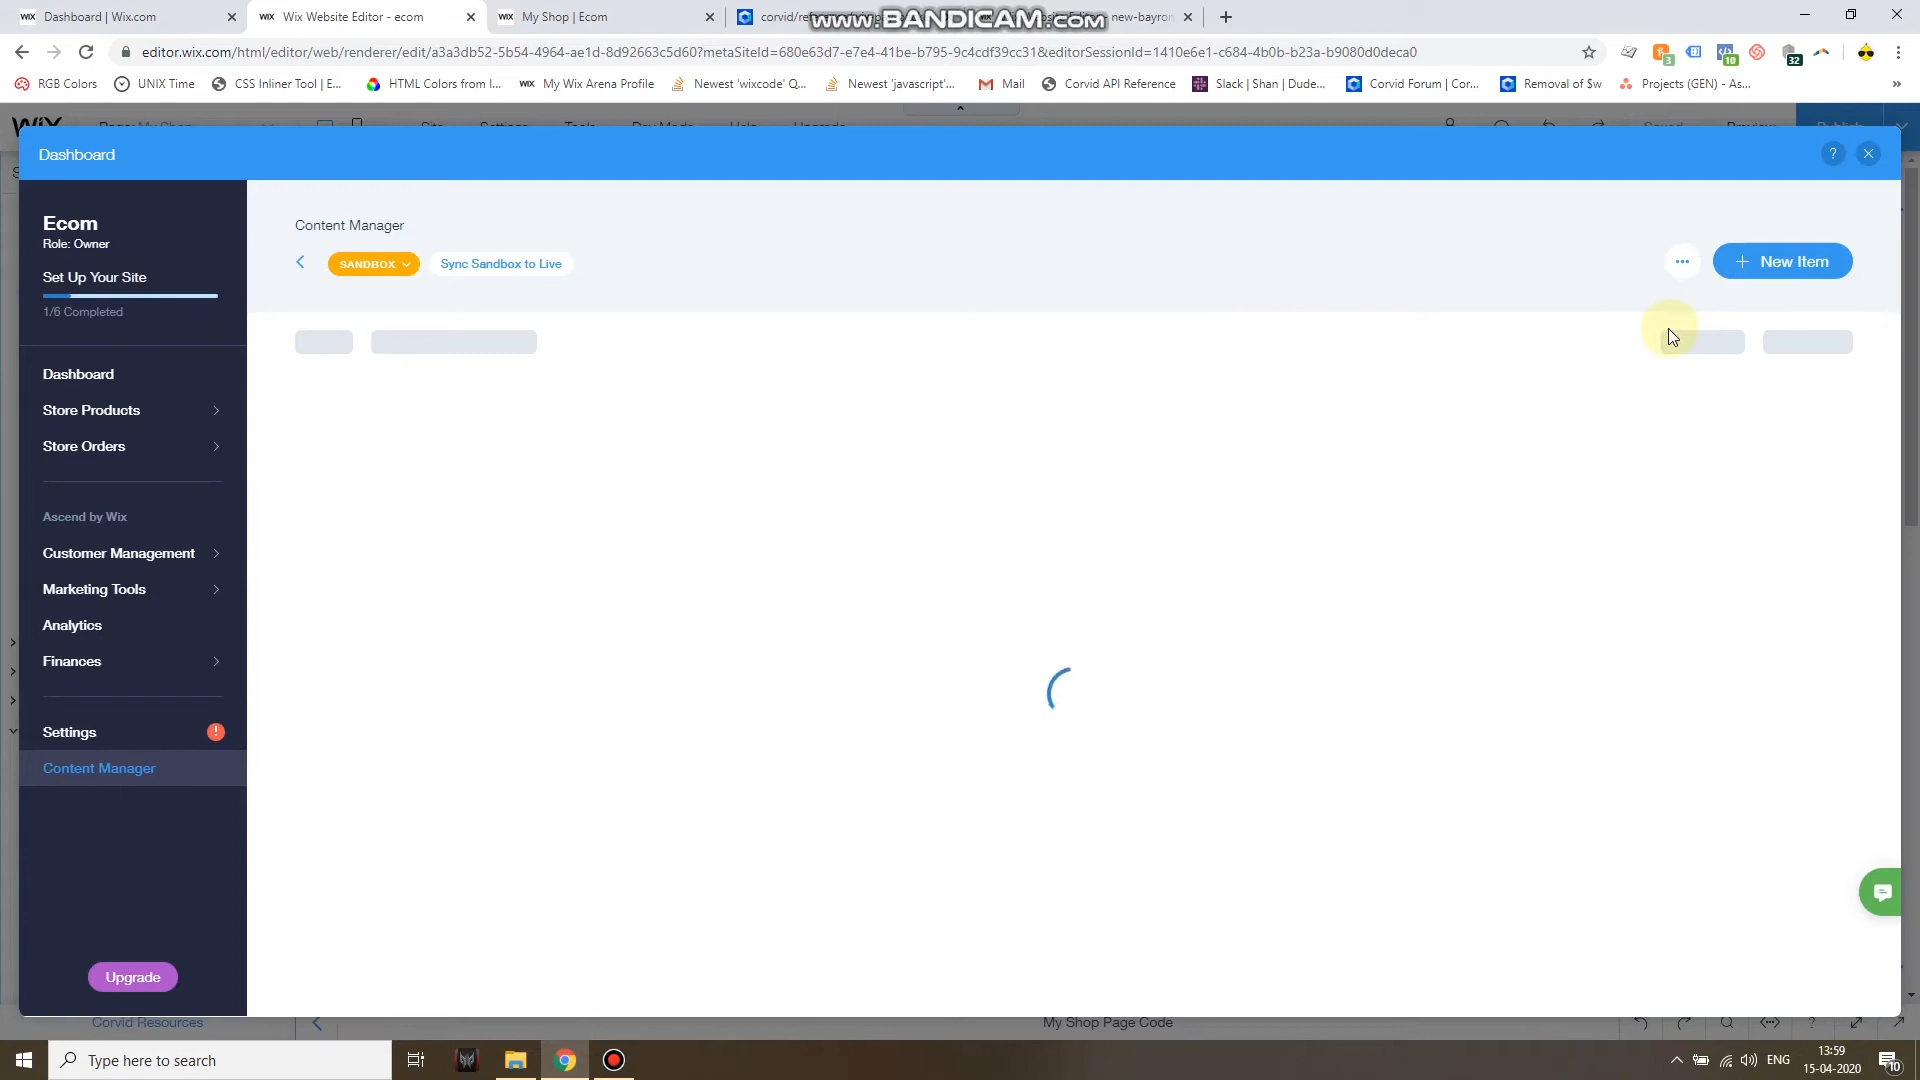 Dashboard | Wix.com
Wix Website Editor - ecom
My Shop | Ecom
www.BANDICAM.com
editor.wix.com/html/editor/web/renderer/edit/a3a3db52-5b54-4964-ae1d-8d92663c5d60?metaSiteId=680e63d7-e7e4-41be-b795-9c4cdf39cc31&editorSessionId=1410e6e1-c684-4b0b-b23a-b9080d0deca0
3
10
32
RGB Colors
UNIX Time
CSS Inliner Tool | E...
HTML Colors from I...
My Wix Arena Profile
Newest 'wixcode' Q...
Newest 'javascript'...
Mail
Corvid API Reference
Slack | Shan | Dude...
Corvid Forum | Cor...
Removal of $w
Projects (GEN) - As...
Dashboard
?
Ecom
Role: Owner
Set Up Your Site
1/6 Completed
Dashboard
Store Products
Store Orders
Ascend by Wix
Customer Management
Marketing Tools
Analytics
Finances
Settings
!
Content Manager
Upgrade
Content Manager
SANDBOX
Sync Sandbox to Live
+ New Item
Corvid Resources
My Shop Page Code
Type here to search
ENG
13:59
15-04-2020
10